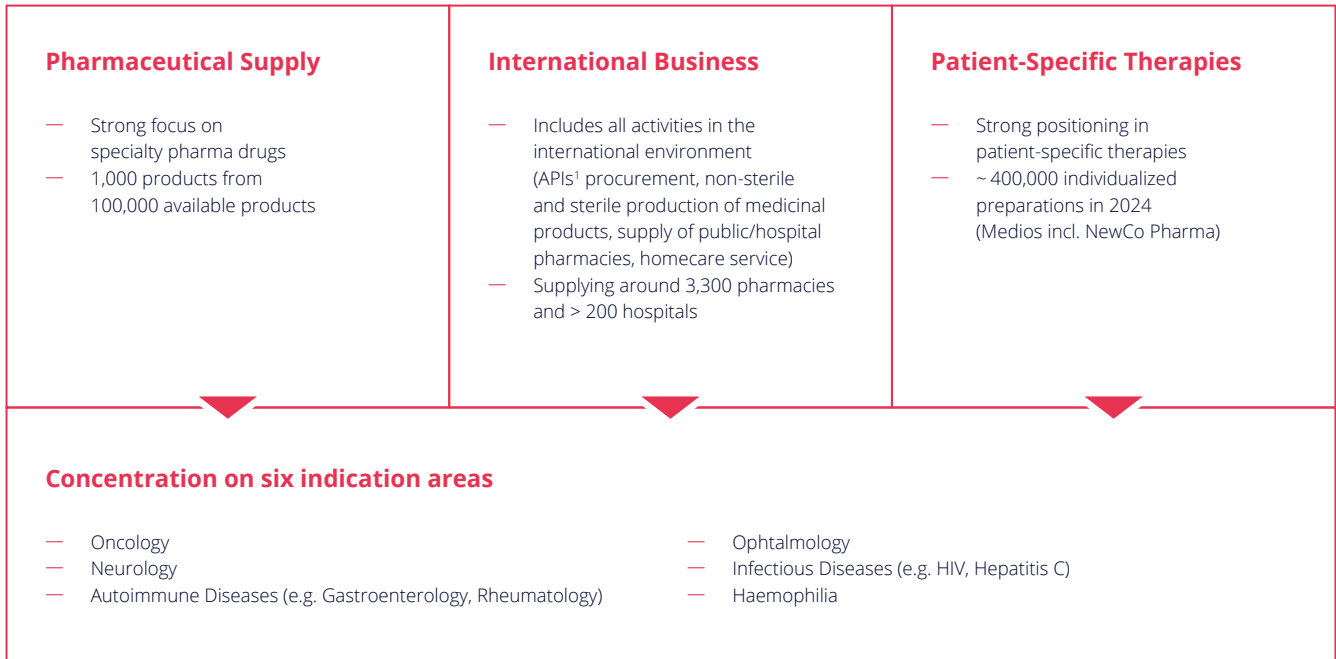 Pharmaceutical Supply
— Strong focus on
specialty pharma drugs
— 1,000 products from
100,000 available products
International Business
— Includes all activities in the
international environment
(APIs¹ procurement, non-sterile
and sterile production of medicinal
products, supply of public/hospital
pharmacies, homecare service)
— Supplying around 3,300 pharmacies
and > 200 hospitals
Patient-Specific Therapies
— Strong positioning in
patient-specific therapies
— ~ 400,000 individualized
preparations in 2024
(Medios incl. NewCo Pharma)
Concentration on six indication areas
— Oncology
— Neurology
— Autoimmune Diseases (e.g. Gastroenterology, Rheumatology)
— Ophtalmology
— Infectious Diseases (e.g. HIV, Hepatitis C)
— Haemophilia